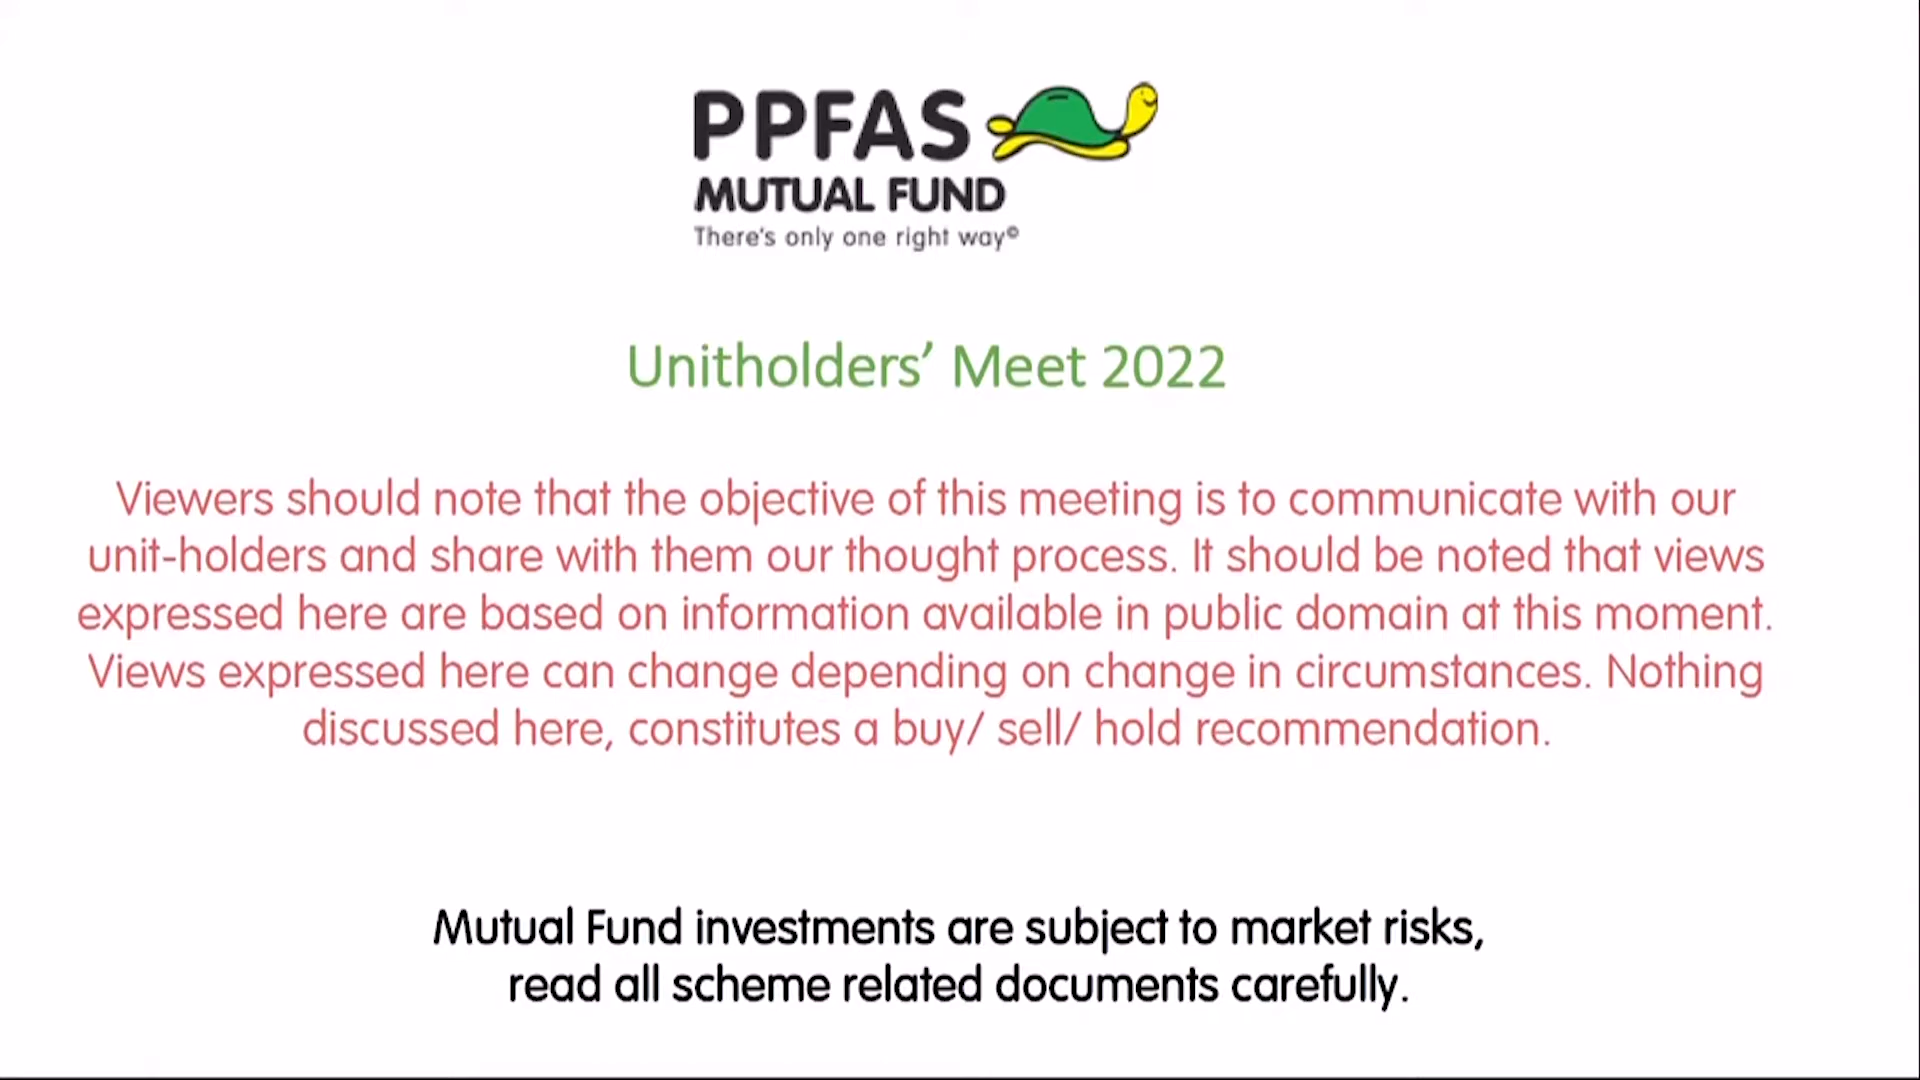 PPFAS
MUTUAL FUND
There's only one right way©
Unitholders’ Meet 2022
Viewers should note that the objective of this meeting is to communicate with our
unit-holders and share with them our thought process. It should be noted that views
expressed here are based on information available in public domain at this moment.
Views expressed here can change depending on change in circumstances. Nothing
discussed here, constitutes a buy/ sell/ hold recommendation.
Mutual Fund investments are subject to market risks,
read all scheme related documents carefully.